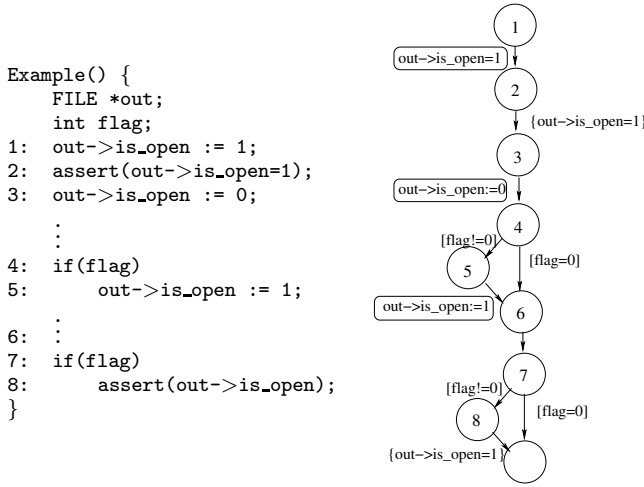 Example() {
FILE *out;
int flag;
1: out->is_open := 1;
2: assert(out->is_open=1);
3: out->is_open := 0;
⋮
4: if(flag)
5: out->is_open := 1;
6: ⋮
7: if(flag)
8: assert(out->is_open);
}
1
out->is_open=1
2
{out->is_open=1}
3
out->is_open:=0
4
[flag!=0]
[flag=0]
5
out->is_open:=1
6
7
[flag!=0]
[flag=0]
8
{out->is_open=1}